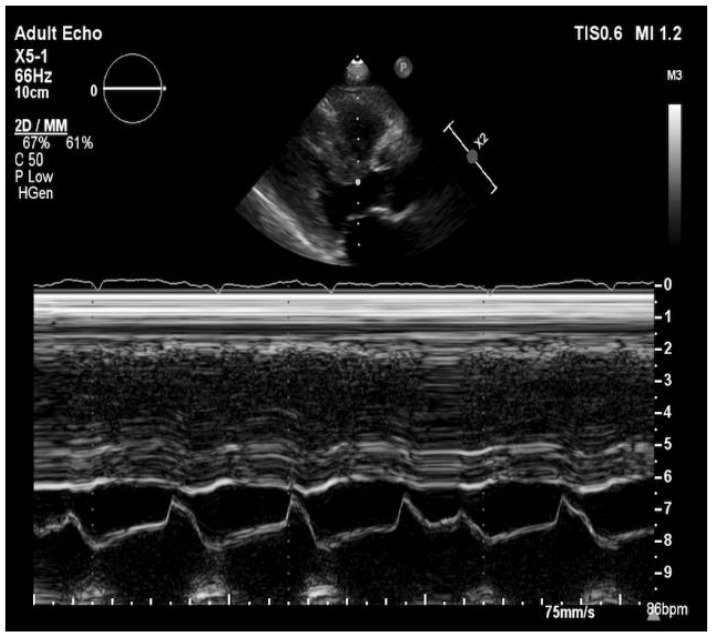 Adult Echo
TIS0.6 MI 1.2
X5-1
66Hz
10cm
0
P
M3
X2
2D / MM
67% 61%
C 50
P Low
HGen
0
1
2
3
4
5
6
7
8
9
75mm/s
86bpm